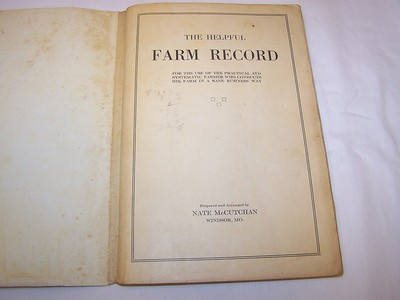 THE HELPFUL
FARM RECORD
FOR THE USE OF THE PRACTICAL AND
SYSTEMATIC FARMER WHO CONDUCTS
HIS FARM IN A SANE BUSINESS WAY
Prepared and Arranged by
NATE McCUTCHAN
WINDSOR, MO.